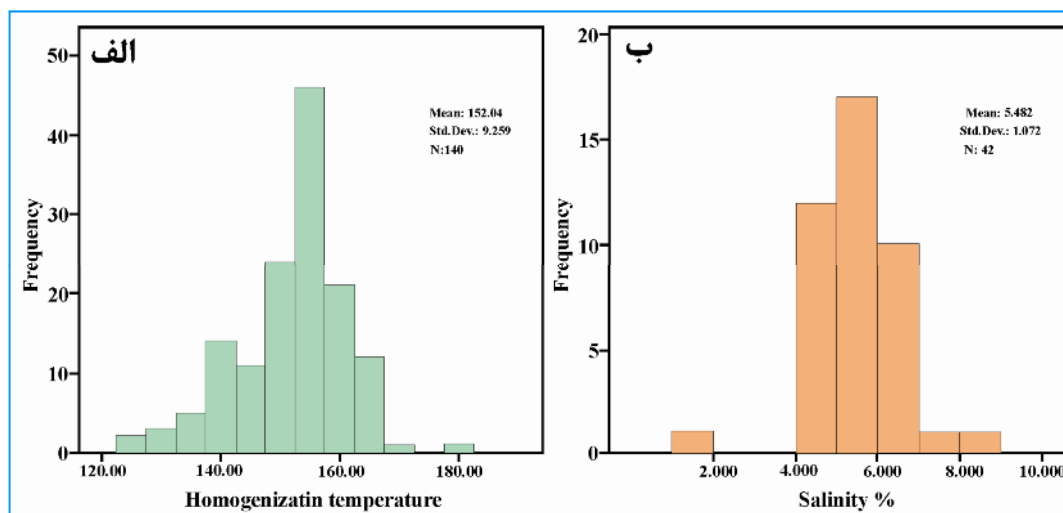 الف
Mean: 152.04
Std.Dev.: 9.259
N:140
50
40
30
20
10
0
Frequency
120.00 140.00 160.00 180.00
Homogenizatin temperature
ب
Mean: 5.482
Std.Dev.: 1.072
N: 42
20
15
10
5
0
Frequency
2.000 4.000 6.000 8.000 10.000
Salinity %